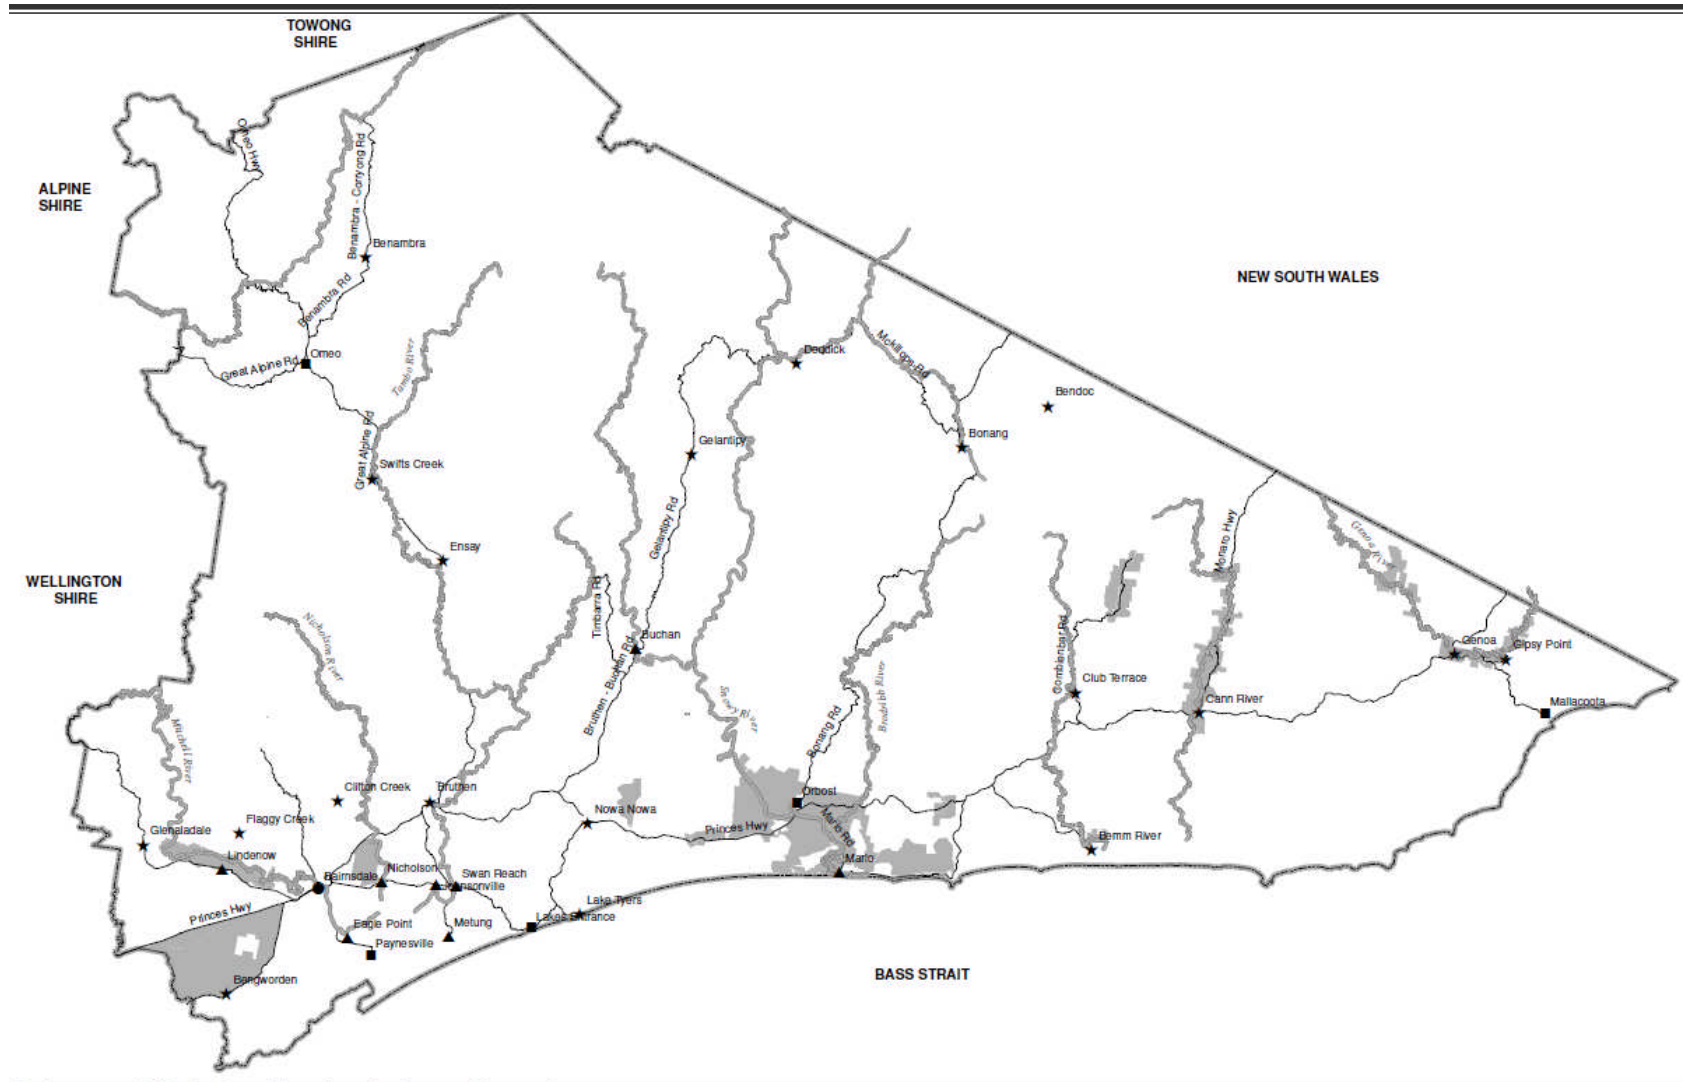 TOWONG
SHIRE
Omeo Hwy
Benambra - Corryong Rd
ALPINE
SHIRE
Benambra
NEW SOUTH WALES
Benambra Rd
Omeo
Great Alpine Rd
Tambo River
Deddick
McKillops Rd
Bendoc
Great Alpine Rd
Gelantipy
Bonang
Swifts Creek
Gelantipy Rd
Monaro Hwy
Genoa River
Ensay
WELLINGTON
SHIRE
Timbarra Rd
Nicholson River
Buchan
Bruthen - Buchan Rd
Combienbar Rd
Genoa
Gipsy Point
Club Terrace
Snowy River
Brodribb River
Cann River
Mallacoota
Mitchell River
Bonang Rd
Clifton Creek
Bruthen
Orbost
Nowa Nowa
Flaggy Creek
Glenaladale
Princes Hwy
Marlo Rd
Bemm River
Lindenow
Marlo
Nicholson
Bairnsdale
Swan Reach
Lake Tyers
Princes Hwy
Lakes Entrance
Eagle Point
Metung
Paynesville
BASS STRAIT
Bengworden